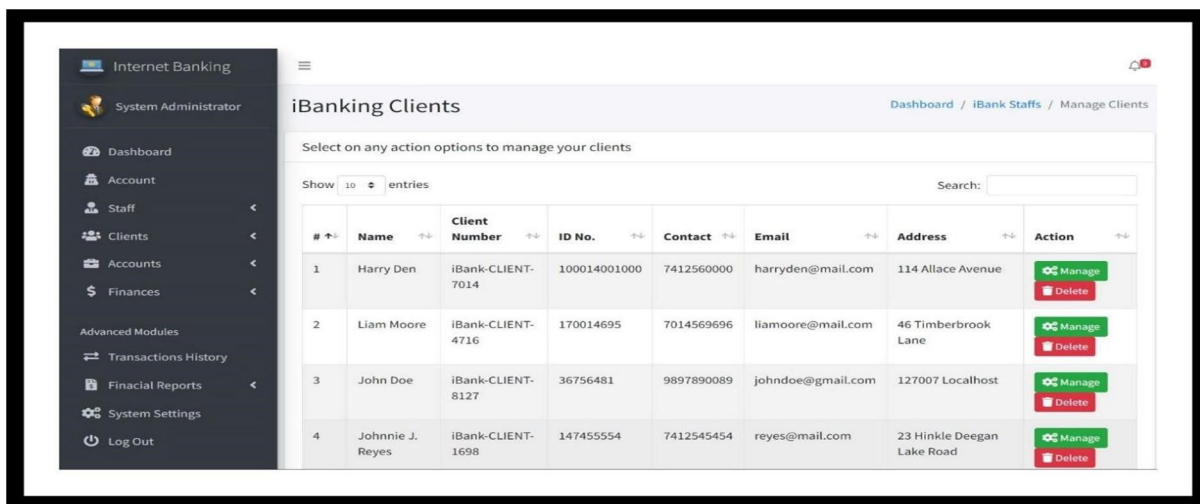 Internet Banking
System Administrator
iBanking Clients
Dashboard / iBank Staffs / Manage Clients
Dashboard
Account
Staff
Clients
Accounts
Finances
Advanced Modules
Transactions History
Finacial Reports
System Settings
Log Out
Select on any action options to manage your clients
Show 10 entries
Search:
# Name Client Number ID No. Contact Email Address Action
1 Harry Den iBank-CLIENT-7014 100014001000 7412560000 harryden@mail.com 114 Allace Avenue Manage Delete
2 Liam Moore iBank-CLIENT-4716 170014695 7014569696 liamoore@mail.com 46 Timberbrook Lane Manage Delete
3 John Doe iBank-CLIENT-8127 36756481 9897890089 johndoe@gmail.com 127007 Localhost Manage Delete
4 Johnnie J. Reyes iBank-CLIENT-1698 147455554 7412545454 reyes@mail.com 23 Hinkle Deegan Lake Road Manage Delete